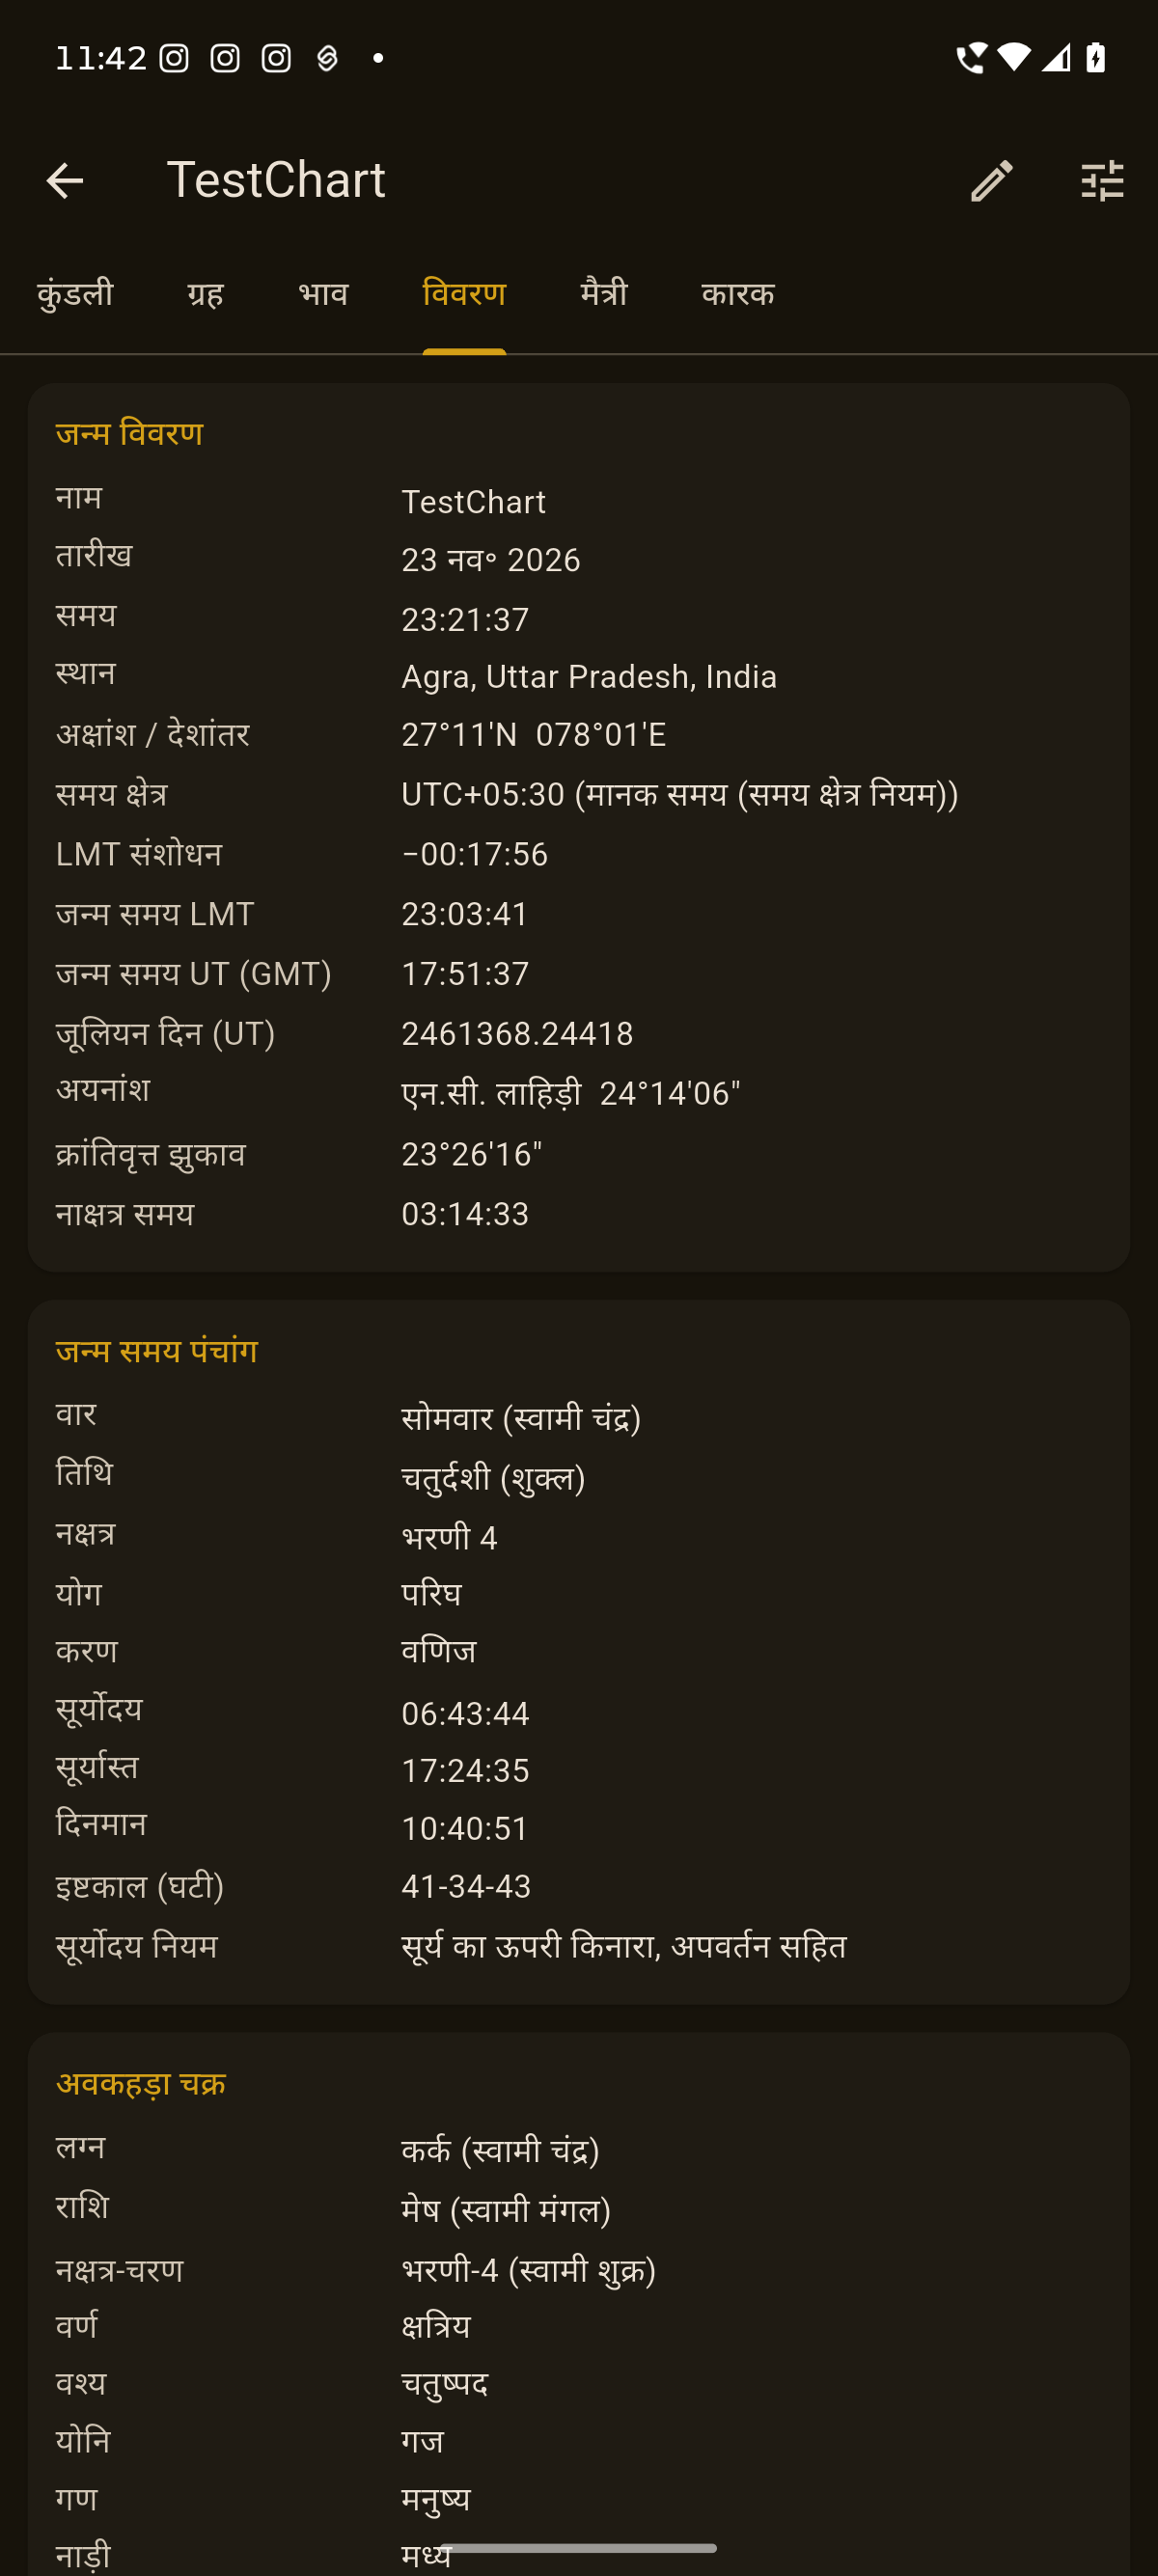 11:42
TestChart
कुंडली ग्रह भाव विवरण मैत्री कारक
जन्म विवरण
नाम TestChart
तारीख 23 नव॰ 2026
समय 23:21:37
स्थान Agra, Uttar Pradesh, India
अक्षांश / देशांतर 27°11'N 078°01'E
समय क्षेत्र UTC+05:30 (मानक समय (समय क्षेत्र नियम))
LMT संशोधन −00:17:56
जन्म समय LMT 23:03:41
जन्म समय UT (GMT) 17:51:37
जूलियन दिन (UT) 2461368.24418
अयनांश एन.सी. लाहिड़ी 24°14'06"
क्रांतिवृत्त झुकाव 23°26'16"
नाक्षत्र समय 03:14:33
जन्म समय पंचांग
वार सोमवार (स्वामी चंद्र)
तिथि चतुर्दशी (शुक्ल)
नक्षत्र भरणी 4
योग परिघ
करण वणिज
सूर्योदय 06:43:44
सूर्यास्त 17:24:35
दिनमान 10:40:51
इष्टकाल (घटी) 41-34-43
सूर्योदय नियम सूर्य का ऊपरी किनारा, अपवर्तन सहित
अवकहड़ा चक्र
लग्न कर्क (स्वामी चंद्र)
राशि मेष (स्वामी मंगल)
नक्षत्र-चरण भरणी-4 (स्वामी शुक्र)
वर्ण क्षत्रिय
वश्य चतुष्पद
योनि गज
गण मनुष्य
नाड़ी मध्य